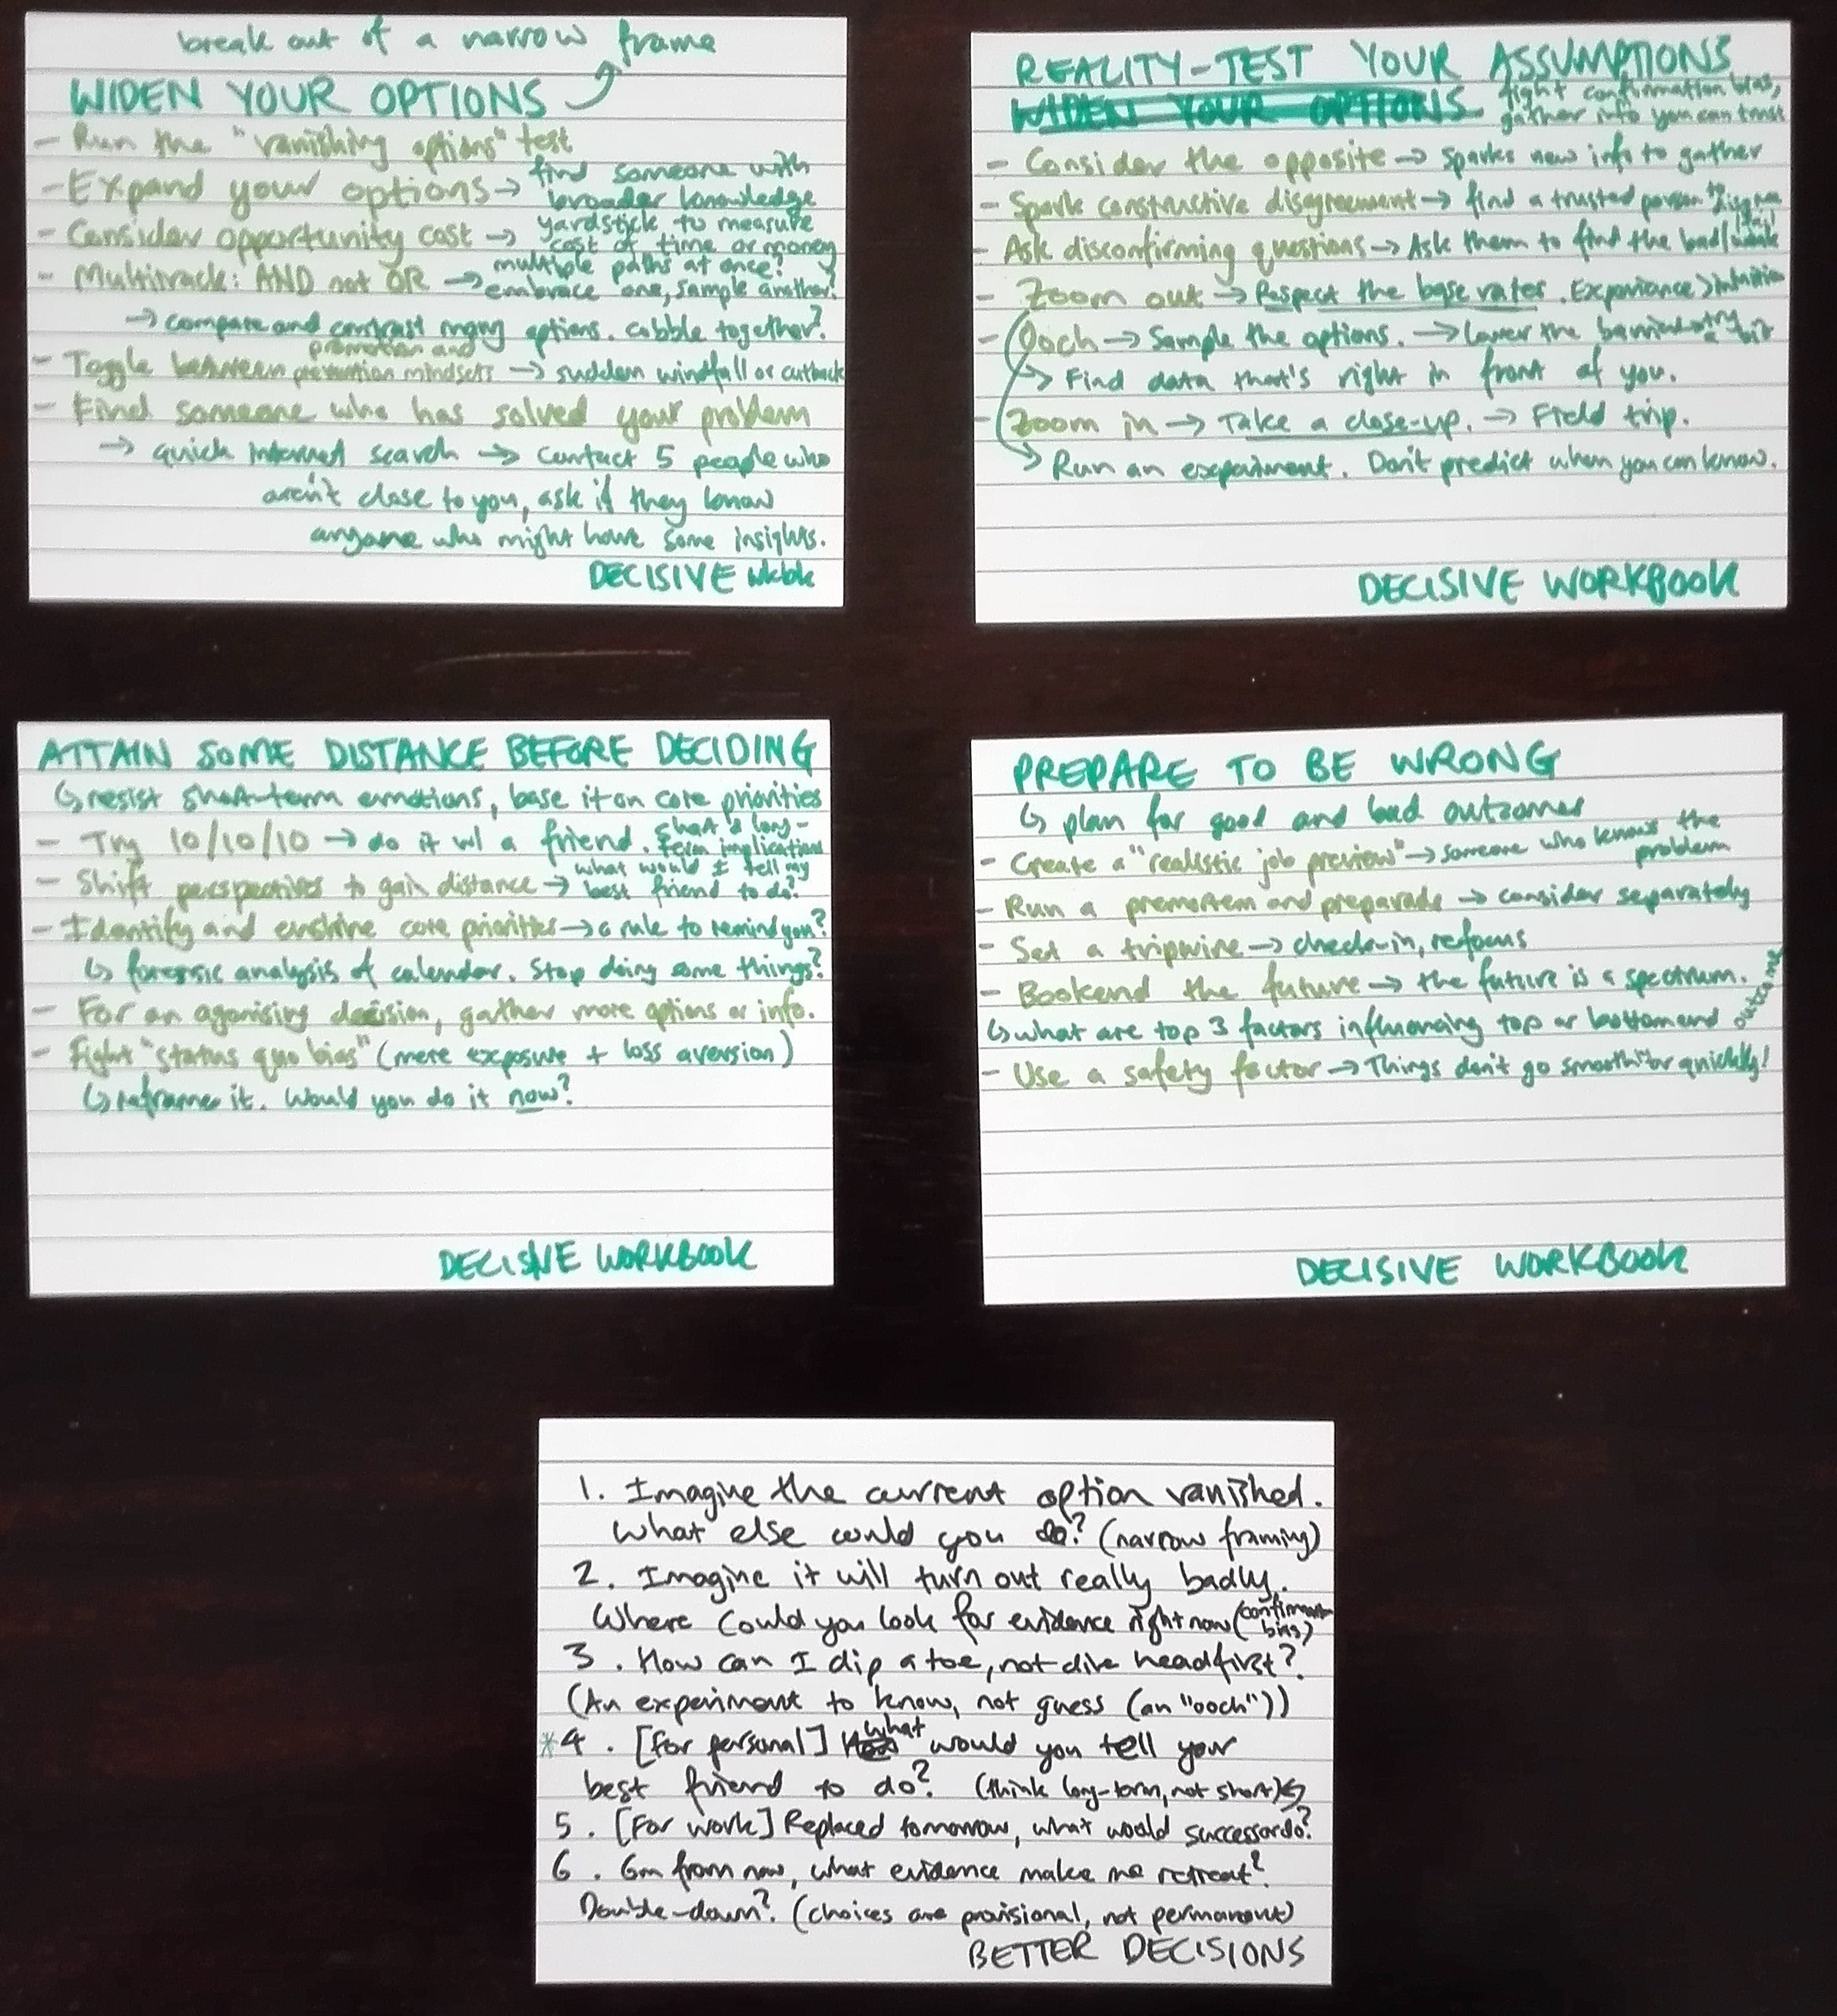 break out of a narrow frame
WIDEN YOUR OPTIONS
- Run the "vanishing options" test
- Expand your options → find someone with
broader knowledge
- Consider opportunity cost → yardstick to measure
cost of time or money
- Multitrack: AND not OR → multiple paths at once?
embrace one, sample another?
→ compare and contrast many options. Cobble together?
- Toggle between promotion and
prevention mindsets → sudden windfall or cutback
- Find someone who has solved your problem
→ quick internet search → contact 5 people who
aren't close to you, ask if they know
anyone who might have some insights.
DECISIVE wkbk
REALITY-TEST YOUR ASSUMPTIONS
WIDEN YOUR OPTIONS fight confirmation bias,
gather info you can trust
- Consider the opposite → Sparks new info to gather
- Spark constructive disagreement → find a trusted person to
- Ask disconfirming questions → Ask them to find the bad/weak
- Zoom out → Respect the base rates. Experience > intuition
- Ooch → Sample the options. → Lower the barrier a bit
↳ Find data that's right in front of you.
- Zoom in → Take a close-up. → Field trip.
↳ Run an experiment. Don't predict when you can know.
DECISIVE WORKBOOK
ATTAIN SOME DISTANCE BEFORE DECIDING
↳ resist short-term emotions, base it on core priorities
- Try 10/10/10 → do it w/ a friend. Short & long-
term implications
- Shift perspectives to gain distance → what would I tell my
best friend to do?
- Identify and enshrine core priorities → a rule to remind you?
↳ forensic analysis of calendar. Stop doing some things?
- For an agonising decision, gather more options or info.
- Fight "status quo bias" (mere exposure + loss aversion)
↳ reframe it. Would you do it now?
DECISIVE WORKBOOK
PREPARE TO BE WRONG
↳ plan for good and bad outcomes
- Create a "realistic job preview" → someone who knows the
problem
- Run a premortem and preparade → consider separately
- Set a tripwire → check-in, refocus
- Bookend the future → the future is a spectrum.
↳ what are top 3 factors influencing top or bottom end outcome
- Use a safety factor → Things don't go smoothly or quickly!
DECISIVE WORKBOOK
1. Imagine the current option vanished.
What else could you do? (narrow framing)
2. Imagine it will turn out really badly.
Where could you look for evidence right now (confirmation
bias)
3. How can I dip a toe, not dive headfirst?
(An experiment to know, not guess (an "ooch"))
*4. [For personal] What would you tell your
best friend to do? (think long-term, not short) ↰
5. [For work] Replaced tomorrow, what would successor do?
6. 6m from now, what evidence make me retreat?
Double-down? (choices are provisional, not permanent)
BETTER DECISIONS